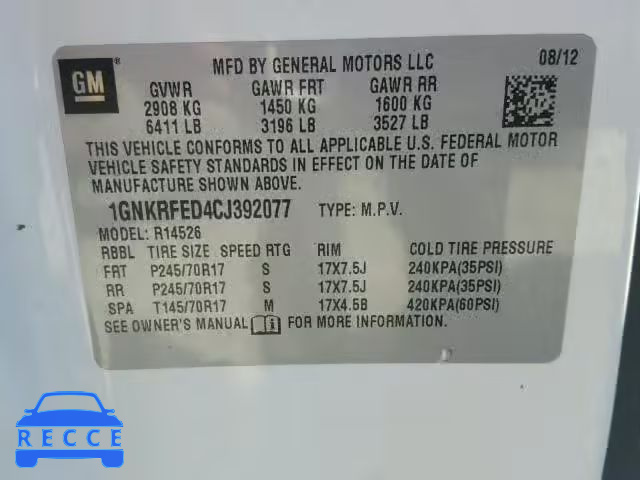 GM ®
MFD BY GENERAL MOTORS LLC 08/12
GVWR GAWR FRT GAWR RR
2908 KG 1450 KG 1600 KG
6411 LB 3196 LB 3527 LB
THIS VEHICLE CONFORMS TO ALL APPLICABLE U.S. FEDERAL MOTOR
VEHICLE SAFETY STANDARDS IN EFFECT ON THE DATE OF
MANUFACTURE SHOWN ABOVE.
1GNKRFED4CJ392077 TYPE: M.P.V.
MODEL: R14526
RBBL TIRE SIZE SPEED RTG RIM COLD TIRE PRESSURE
FRT P245/70R17 S 17X7.5J 240KPA(35PSI)
RR P245/70R17 S 17X7.5J 240KPA(35PSI)
SPA T145/70R17 M 17X4.5B 420KPA(60PSI)
SEE OWNER'S MANUAL FOR MORE INFORMATION.
RECCE